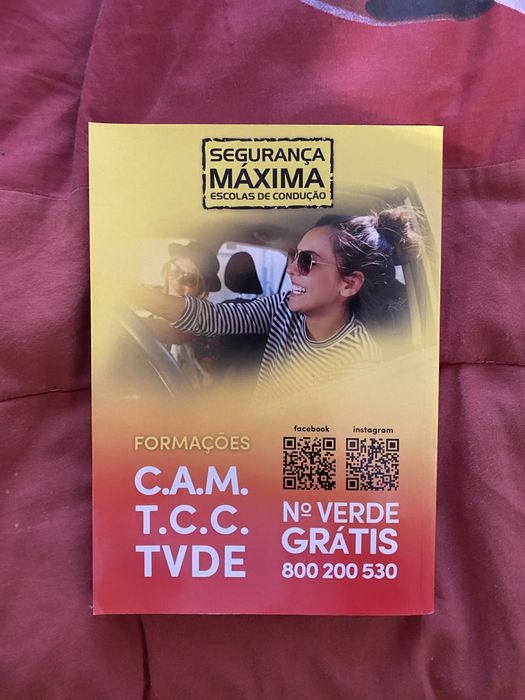 SEGURANÇA
MÁXIMA
ESCOLAS DE CONDUÇÃO
FORMAÇÕES
C.A.M.
T.C.C.
TVDE
facebook
instagram
Nº VERDE
GRÁTIS
800 200 530